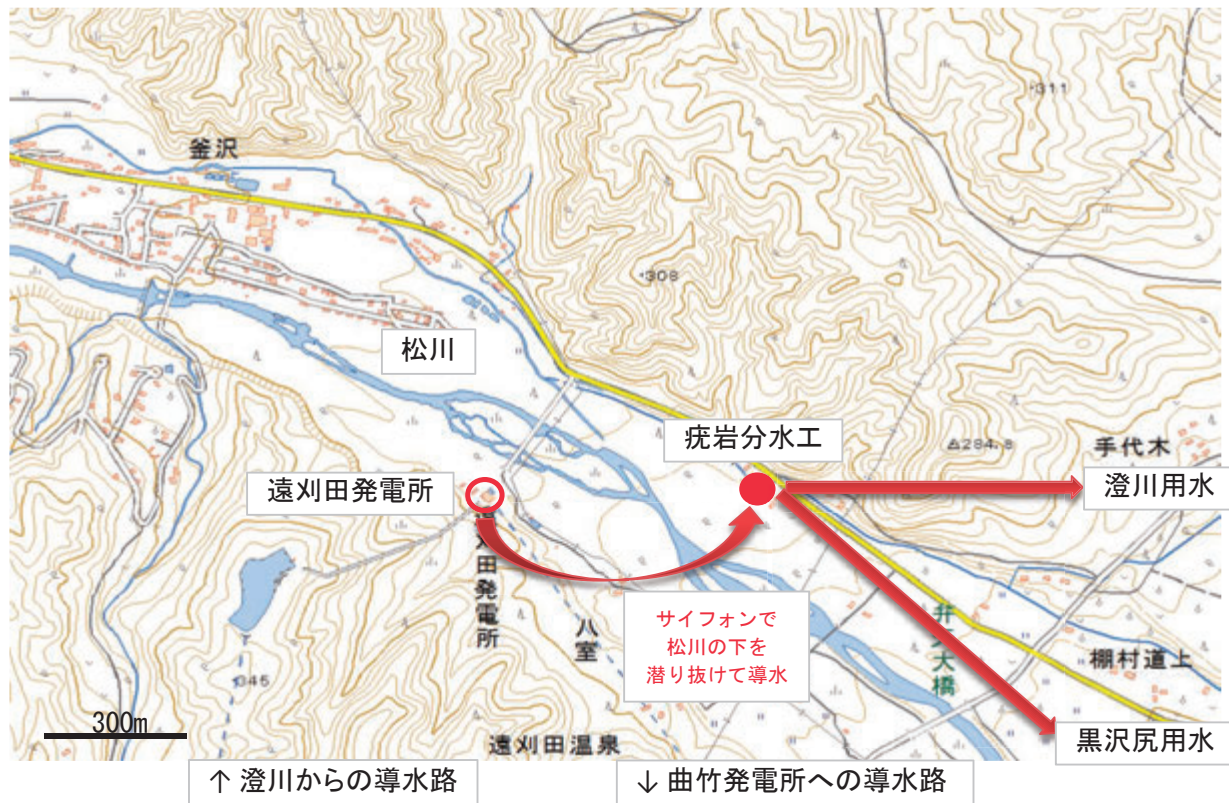 ・311
釜沢
・308
松川
疣岩分水工
△284.8
手代木
遠刈田発電所
澄川用水
遠刈田発電所
サイフォンで
松川の下を
潜り抜けて導水
八室
弁天大橋
棚村道上
345
300m
遠刈田温泉
黒沢尻用水
↑ 澄川からの導水路
↓ 曲竹発電所への導水路